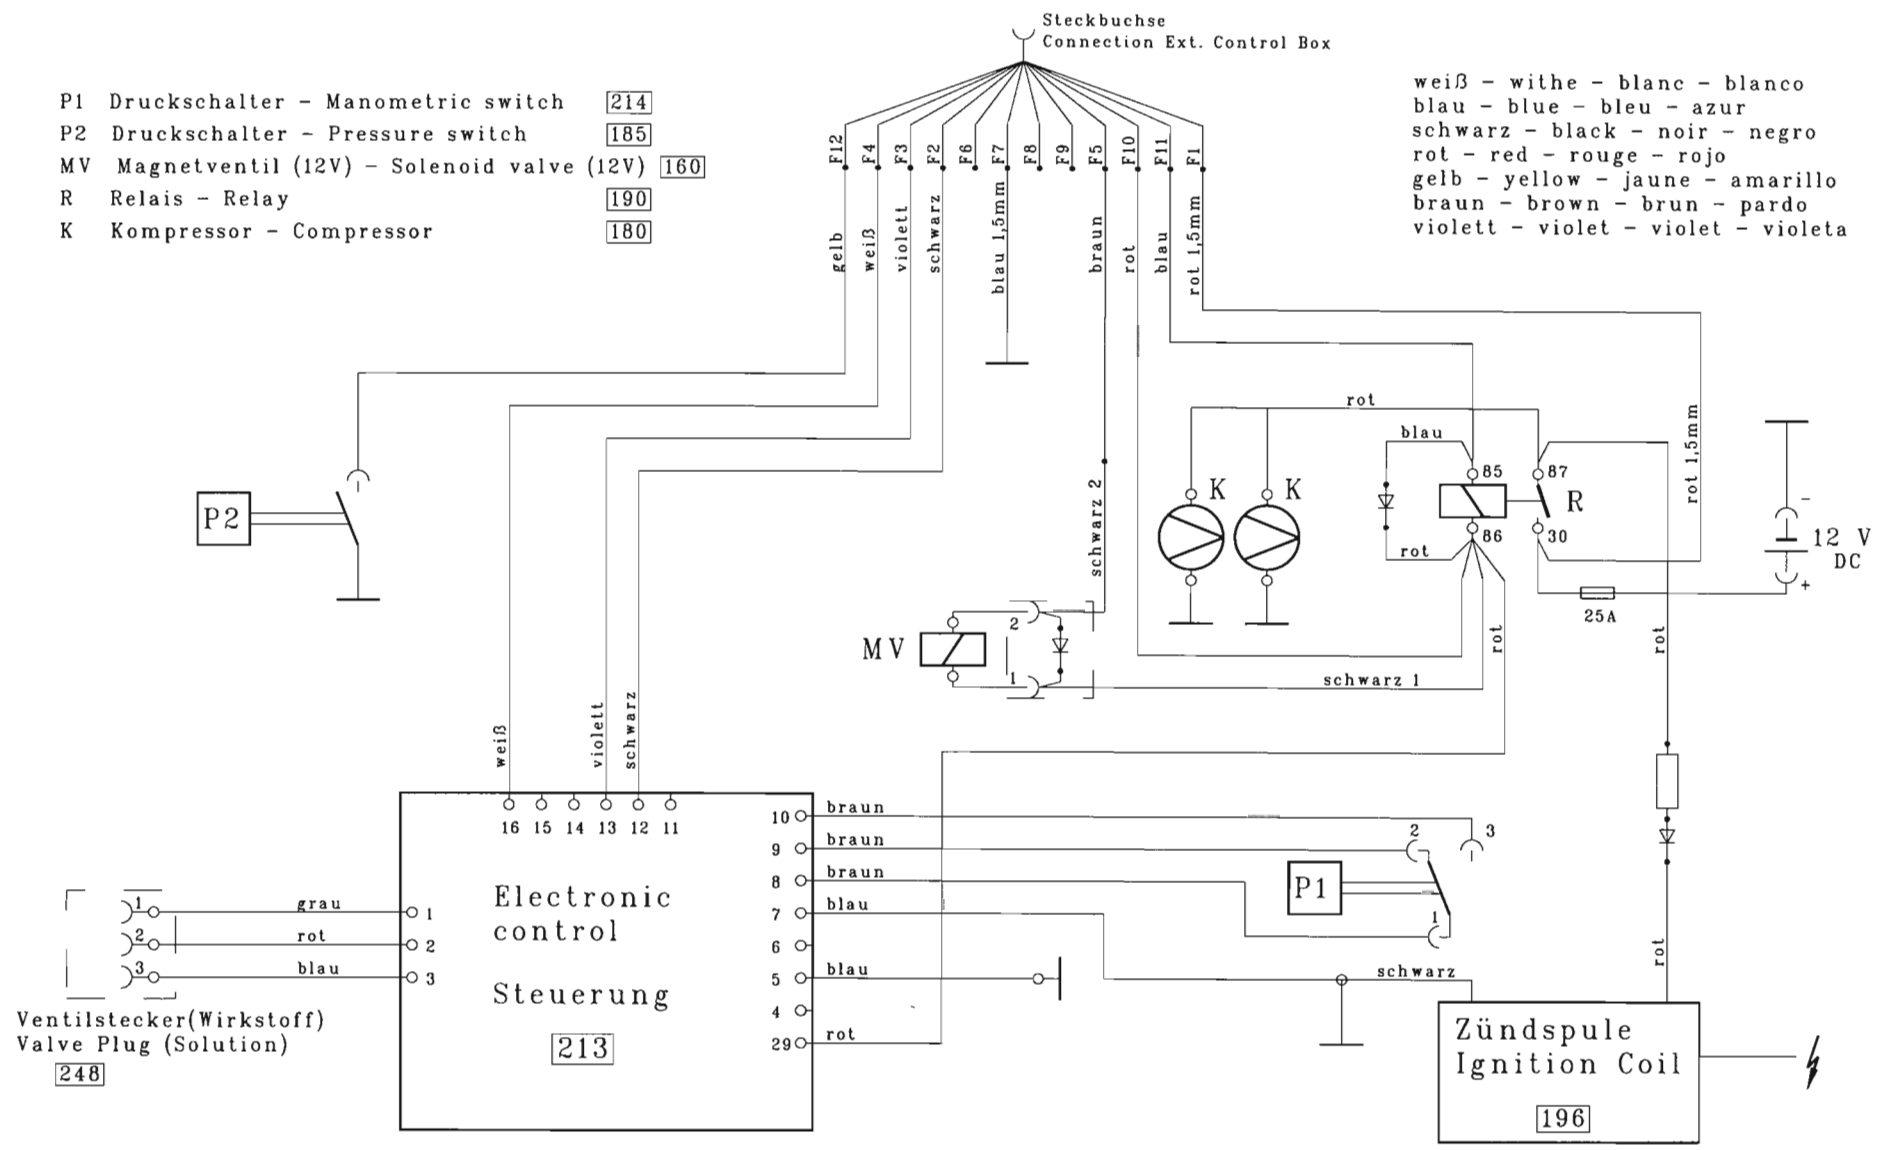 Steckbuchse
Connection Ext. Control Box
P1 Druckschalter – Manometric switch 214
P2 Druckschalter – Pressure switch 185
MV Magnetventil (12V) – Solenoid valve (12V) 160
R Relais – Relay 190
K Kompressor – Compressor 180
weiß – withe – blanc – blanco
blau – blue – bleu – azur
schwarz – black – noir – negro
rot – red – rouge – rojo
gelb – yellow – jaune – amarillo
braun – brown – brun – pardo
violett – violet – violet – violeta
F12 F4 F3 F2 F6 F7 F8 F9 F5 F10 F11 F1
gelb
weiß
violett
schwarz
blau 1,5mm
braun
rot
blau
rot 1,5mm
rot
blau
85
87
K
K
R
rot 1,5mm
P2
schwarz 2
rot
86
30
–
12 V
DC
+
25A
MV
2
1
schwarz 1
rot
rot
weiß
violett
schwarz
16 15 14 13 12 11
10 braun
9 braun
8 braun
7 blau
6
5 blau
4
29 rot
2
3
P1
1
schwarz
rot
1 grau 1
2 rot 2
3 blau 3
Electronic
control
Steuerung
213
Ventilstecker(Wirkstoff)
Valve Plug (Solution)
248
Zündspule
Ignition Coil
196